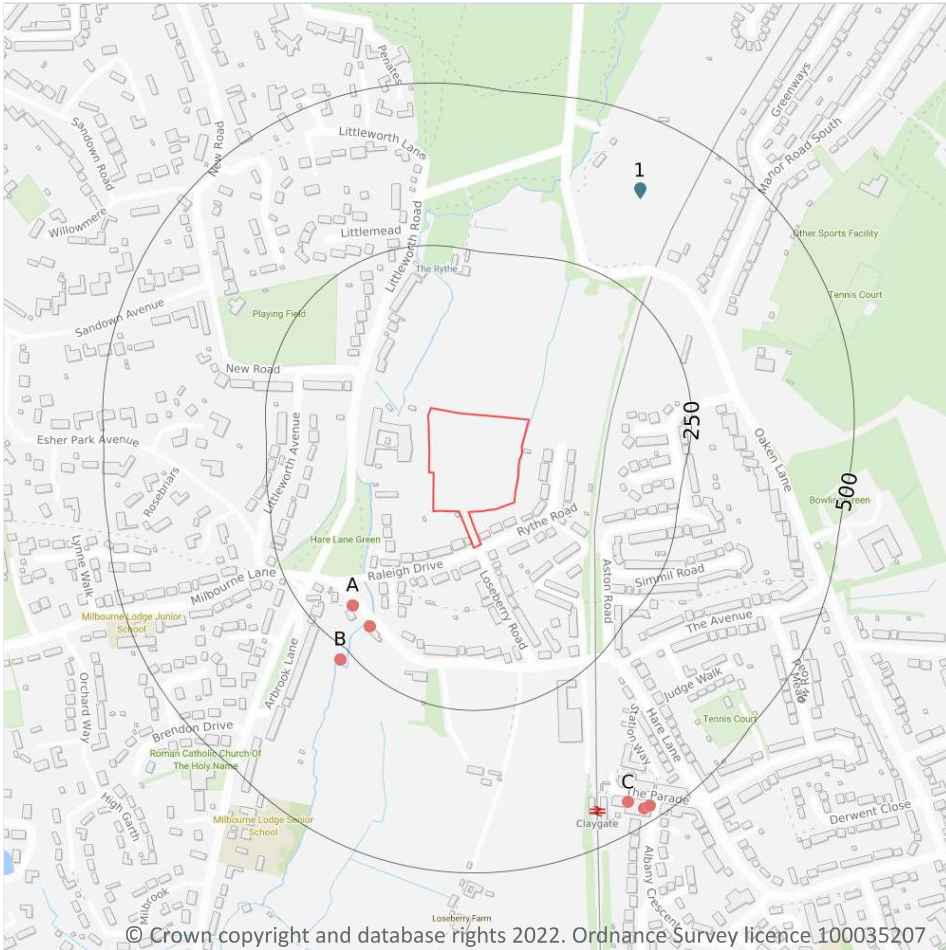 Penates
Greenways
Sandown Road
New Road
Littleworth Lane
Manor Road South
1
Willowmere
Littlemead
Littleworth Road
Other Sports Facility
The Rythe
Tennis Court
Sandown Avenue
Playing Field
New Road
250
Esher Park Avenue
Littleworth Avenue
Oaken Lane
Rosebriars
500
Bowling Green
Rythe Road
Hare Lane Green
Lynne Walk
Milbourne Lane
Raleigh Drive
Simmil Road
Aston Road
Loseberry Road
A
Milbourne Lodge Junior
School
The Avenue
B
Arbrook Lane
Orchard Way
Judge Walk
Mead
Road
Tennis Court
Hare Lane
Station Way
Brendon Drive
Roman Catholic Church Of
The Holy Name
C
The Parade
High Garth
Milbourne Lodge Senior
School
Claygate
Derwent Close
Albany Crescent
Milbrook
Loseberry Farm
© Crown copyright and database rights 2022. Ordnance Survey licence 100035207